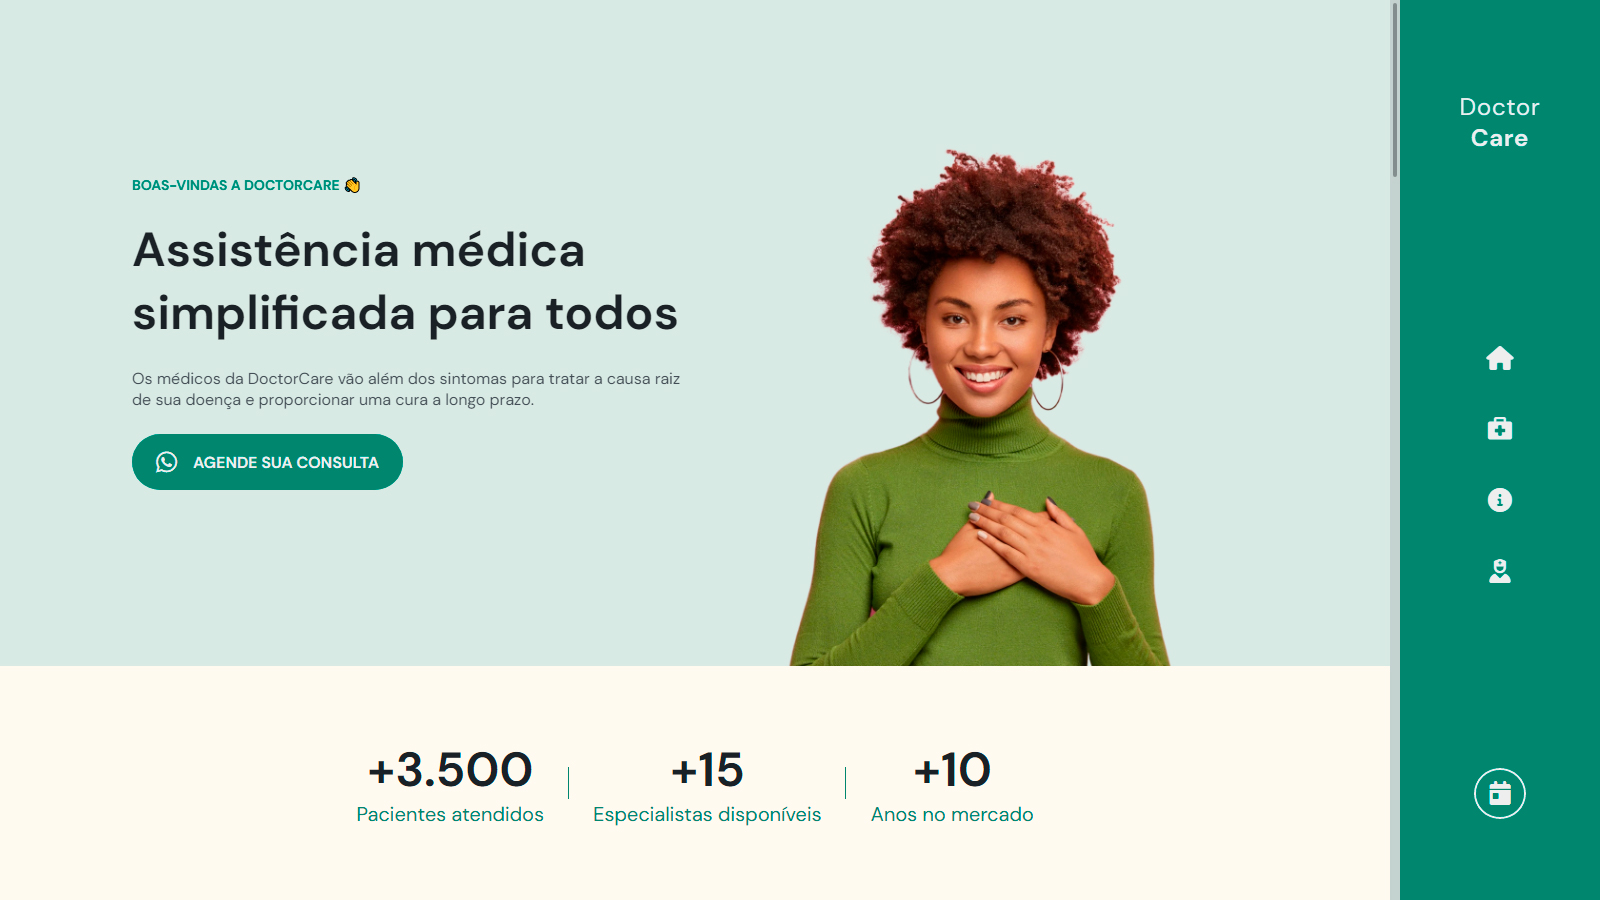 BOAS-VINDAS A DOCTORCARE 👏
Assistência médica
simplificada para todos
Os médicos da DoctorCare vão além dos sintomas para tratar a causa raiz
de sua doença e proporcionar uma cura a longo prazo.
AGENDE SUA CONSULTA
+3.500
Pacientes atendidos
+15
Especialistas disponíveis
+10
Anos no mercado
Doctor
Care